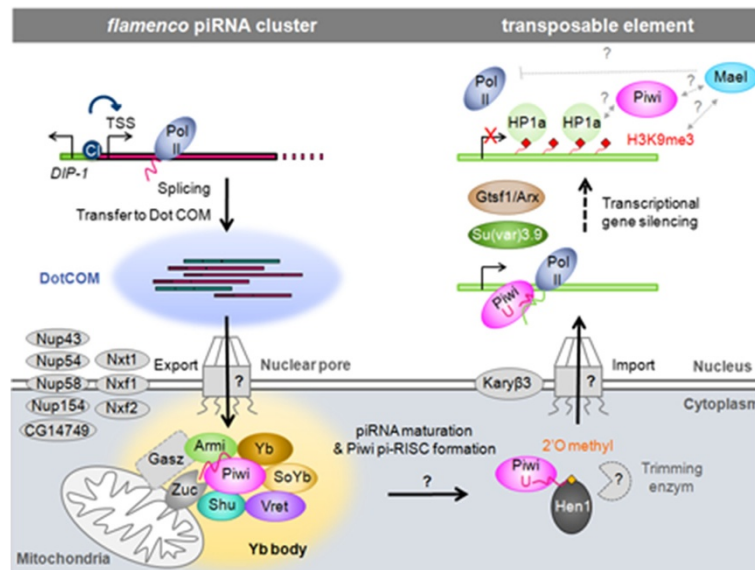 flamenco piRNA cluster
transposable element
?
Pol
II
Mael
?
Piwi
?
HP1a
HP1a
?
H3K9me3
TSS
CI
Pol
II
DIP-1
Splicing
Transfer to Dot COM
Gtsf1/Arx
Su(var)3.9
Transcriptional
gene silencing
DotCOM
Pol
II
Piwi
U
Nup43
Nup54
Nup58
Nup154
CG14749
Nxt1
Nxf1
Nxf2
Export
Nuclear pore
?
Karyβ3
?
Import
Nucleus
Cytoplasm
Gasz
Armi
Yb
Piwi
SoYb
Zuc
Shu
Vret
Mitochondria
Yb body
piRNA maturation
& Piwi pi-RISC formation
?
2'O methyl
Piwi
U
Hen1
?
Trimming
enzym